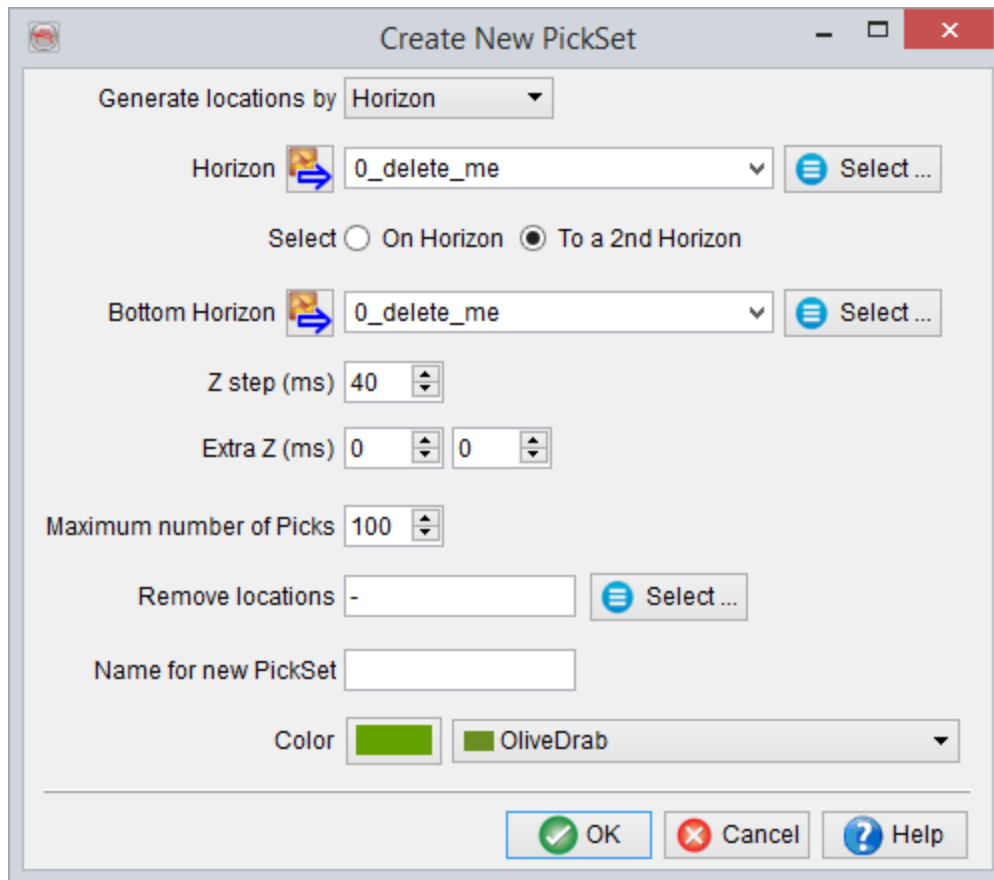 Create New PickSet
Generate locations by Horizon
Horizon 0_delete_me Select ...
Select On Horizon To a 2nd Horizon
Bottom Horizon 0_delete_me Select ...
Z step (ms) 40
Extra Z (ms) 0 0
Maximum number of Picks 100
Remove locations - Select ...
Name for new PickSet
Color OliveDrab
OK Cancel Help